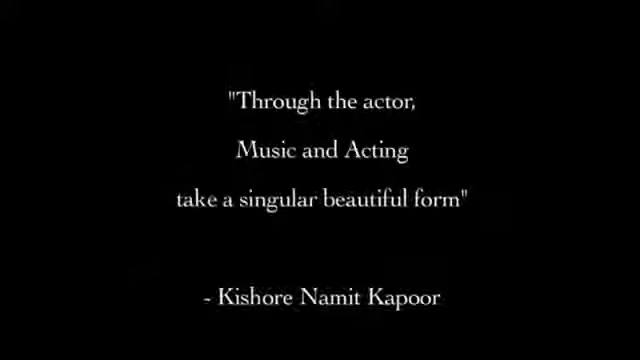 "Through the actor,
Music and Acting
take a singular beautiful form"
- Kishore Namit Kapoor